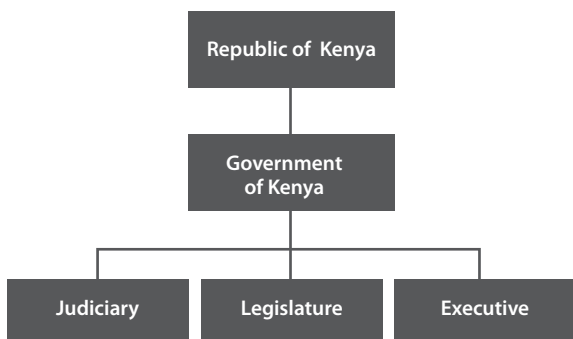 Republic of Kenya
Government
of Kenya
Judiciary
Legislature
Executive